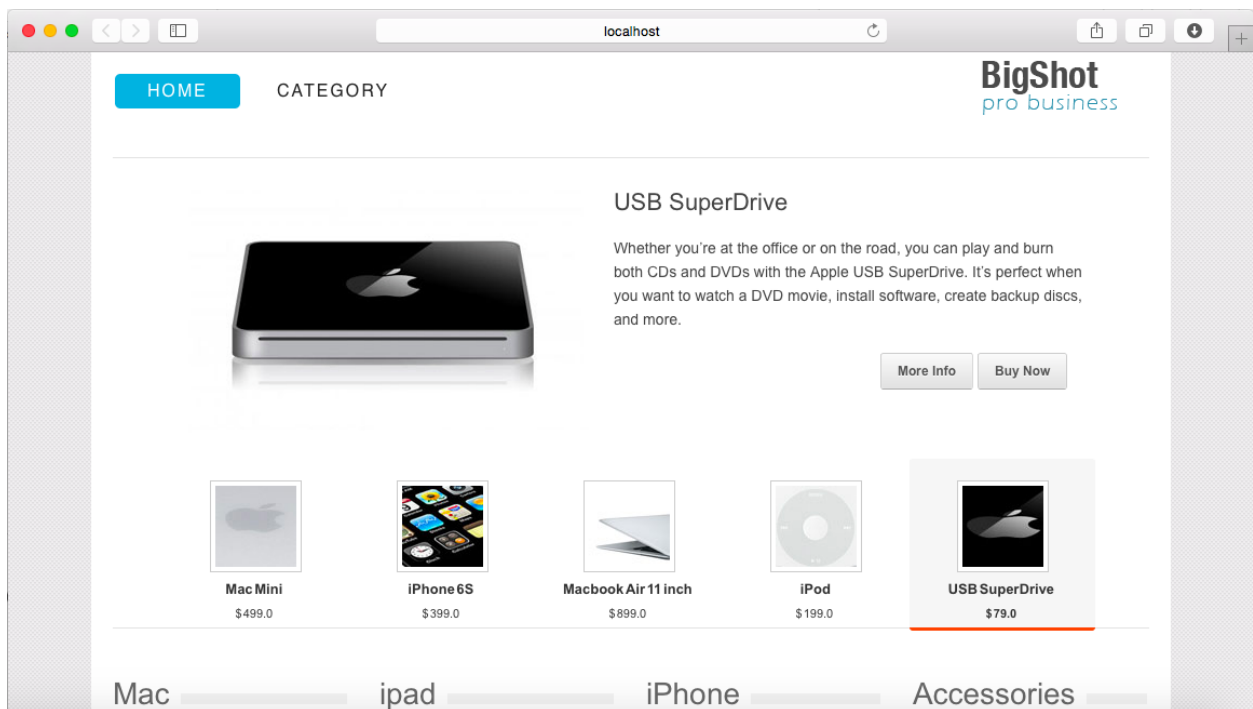 localhost
HOME
CATEGORY
BigShot
pro business
USB SuperDrive
Whether you're at the office or on the road, you can play and burn
both CDs and DVDs with the Apple USB SuperDrive. It's perfect when
you want to watch a DVD movie, install software, create backup discs,
and more.
More Info
Buy Now
Mac Mini
$499.0
iPhone 6S
$399.0
Macbook Air 11 inch
$899.0
iPod
$199.0
USB SuperDrive
$79.0
Mac
ipad
iPhone
Accessories